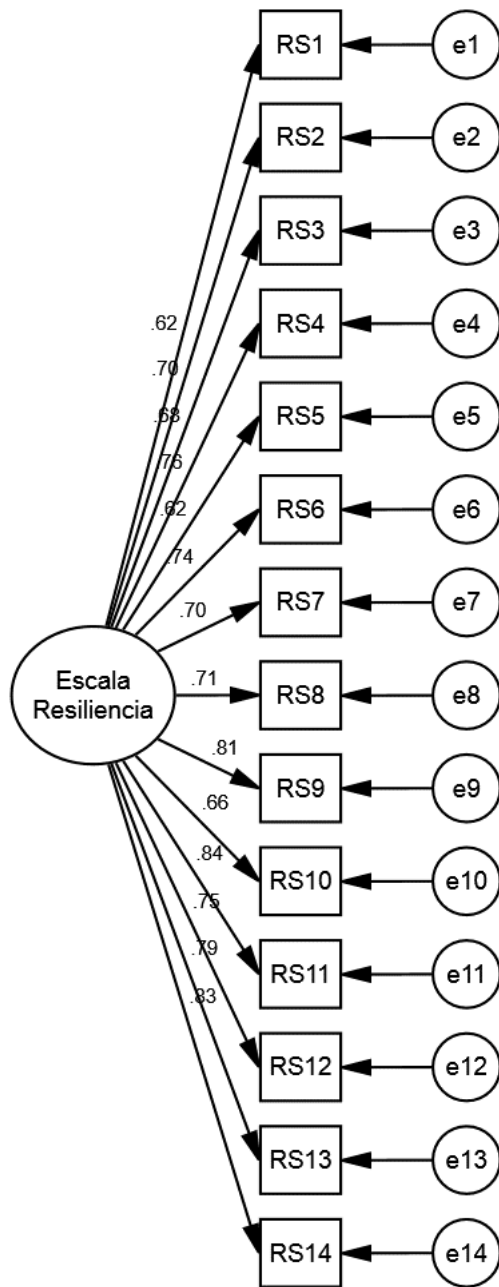 RS1 e1
RS2 e2
RS3 e3
RS4 e4
.62
.70
.68
.76
.62
.74
.70
RS5 e5
RS6 e6
RS7 e7
Escala
Resiliencia
.71
RS8 e8
.81
RS9 e9
.66
.84
.75
.79
.83
RS10 e10
RS11 e11
RS12 e12
RS13 e13
RS14 e14